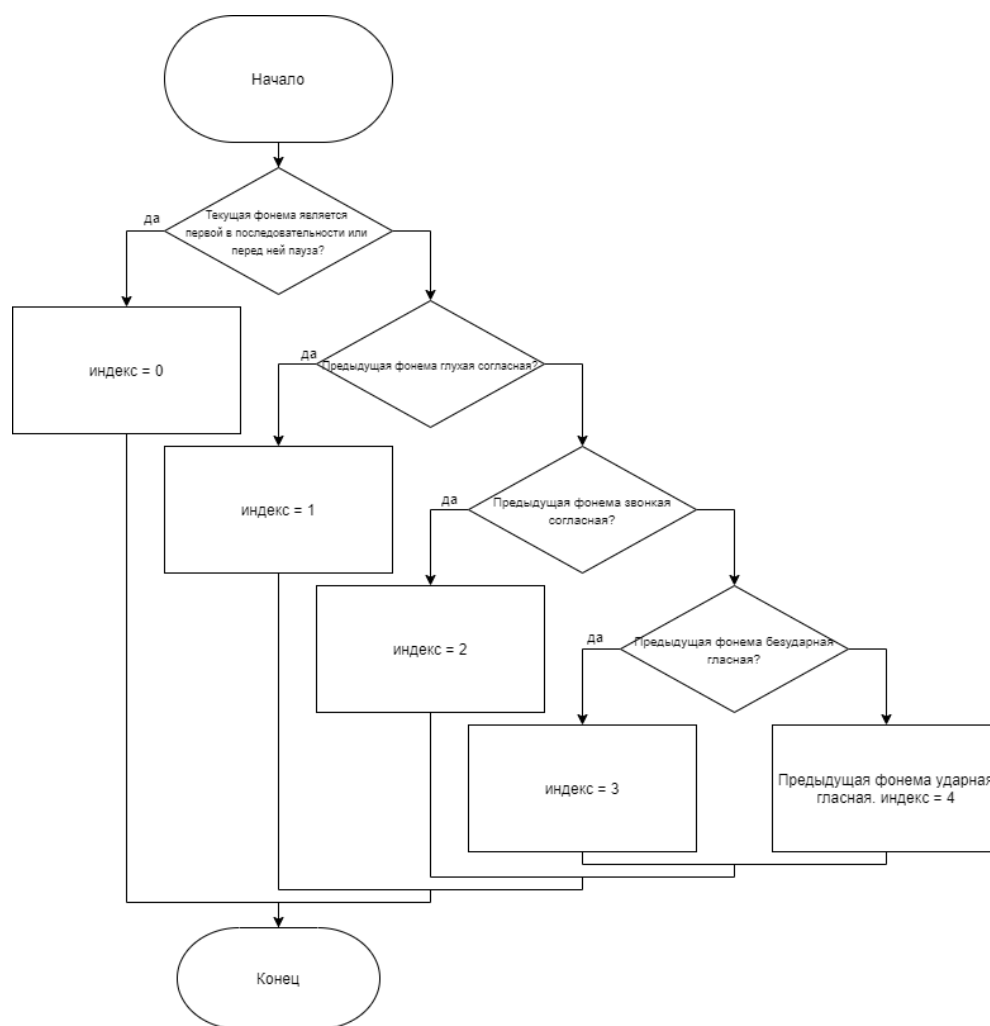 Начало
Текущая фонема является
первой в последовательности или
перед ней пауза?
да
индекс = 0
да
Предыдущая фонема глухая согласная?
индекс = 1
да
Предыдущая фонема звонкая
согласная?
индекс = 2
да
Предыдущая фонема безударная
гласная?
индекс = 3
Предыдущая фонема ударная
гласная. индекс = 4
Конец